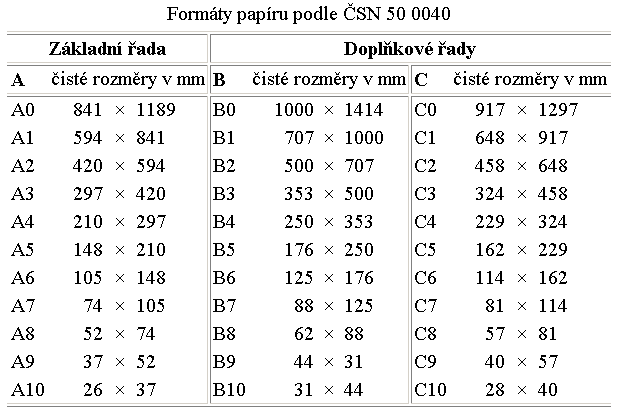 Formáty papíru podle ČSN 50 0040
Základní řada Doplňkové řady
A čisté rozměry v mm B čisté rozměry v mm C čisté rozměry v mm
A0 841 × 1189 B0 1000 × 1414 C0 917 × 1297
A1 594 × 841 B1 707 × 1000 C1 648 × 917
A2 420 × 594 B2 500 × 707 C2 458 × 648
A3 297 × 420 B3 353 × 500 C3 324 × 458
A4 210 × 297 B4 250 × 353 C4 229 × 324
A5 148 × 210 B5 176 × 250 C5 162 × 229
A6 105 × 148 B6 125 × 176 C6 114 × 162
A7 74 × 105 B7 88 × 125 C7 81 × 114
A8 52 × 74 B8 62 × 88 C8 57 × 81
A9 37 × 52 B9 44 × 31 C9 40 × 57
A10 26 × 37 B10 31 × 44 C10 28 × 40